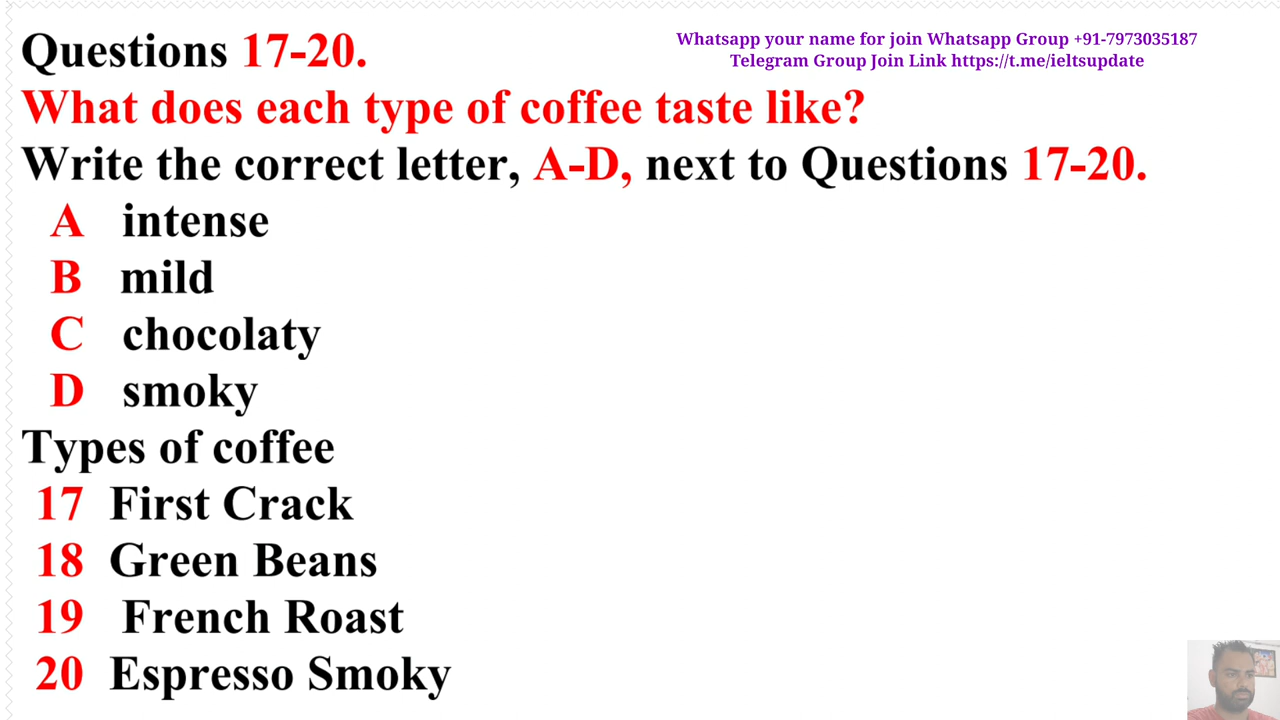 Questions 17-20.
Whatsapp your name for join Whatsapp Group +91-7973035187
Telegram Group Join Link https://t.me/ieltsupdate
What does each type of coffee taste like?
Write the correct letter, A-D, next to Questions 17-20.
A intense
B mild
C chocolaty
D smoky
Types of coffee
17 First Crack
18 Green Beans
19 French Roast
20 Espresso Smoky